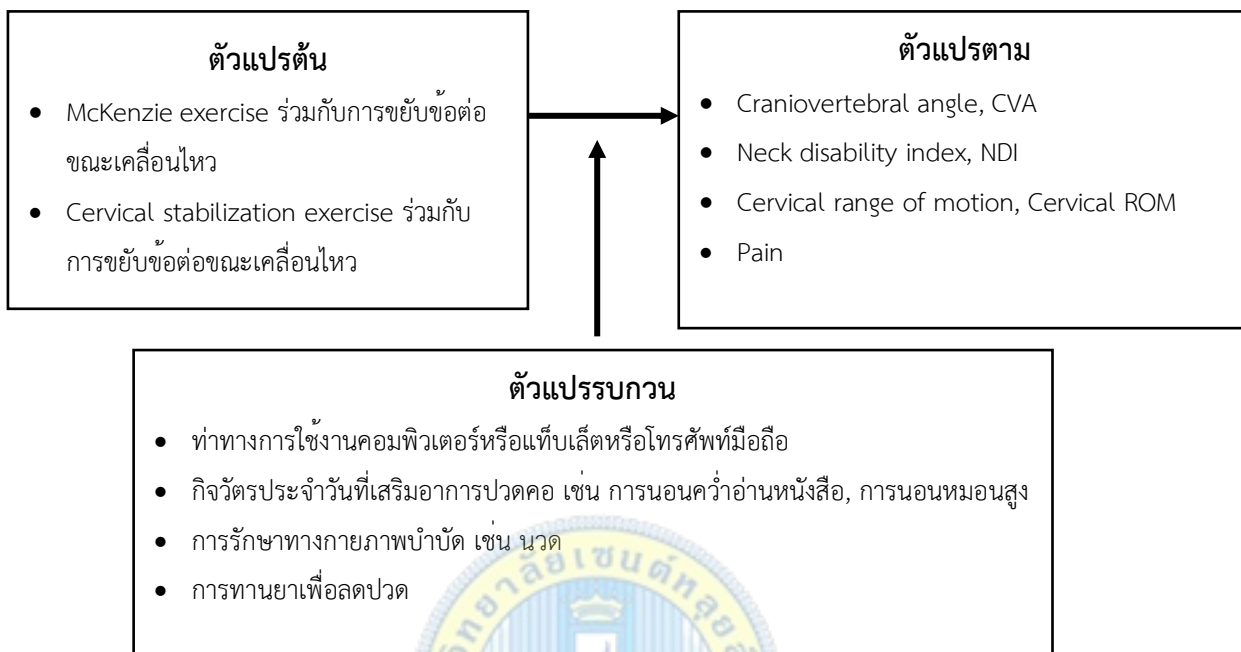 ตัวแปรต้น
• McKenzie exercise ร่วมกับการขยับข้อต่อ
ขณะเคลื่อนไหว
• Cervical stabilization exercise ร่วมกับ
การขยับข้อต่อขณะเคลื่อนไหว
ตัวแปรตาม
• Craniovertebral angle, CVA
• Neck disability index, NDI
• Cervical range of motion, Cervical ROM
• Pain
ตัวแปรรบกวน
• ท่าทางการใช้งานคอมพิวเตอร์หรือแท็บเล็ตหรือโทรศัพท์มือถือ
• กิจวัตรประจำวันที่เสริมอาการปวดคอ เช่น การนอนคว่ำอ่านหนังสือ, การนอนหมอนสูง
• การรักษาทางกายภาพบำบัด เช่น นวด
• การทานยาเพื่อลดปวด